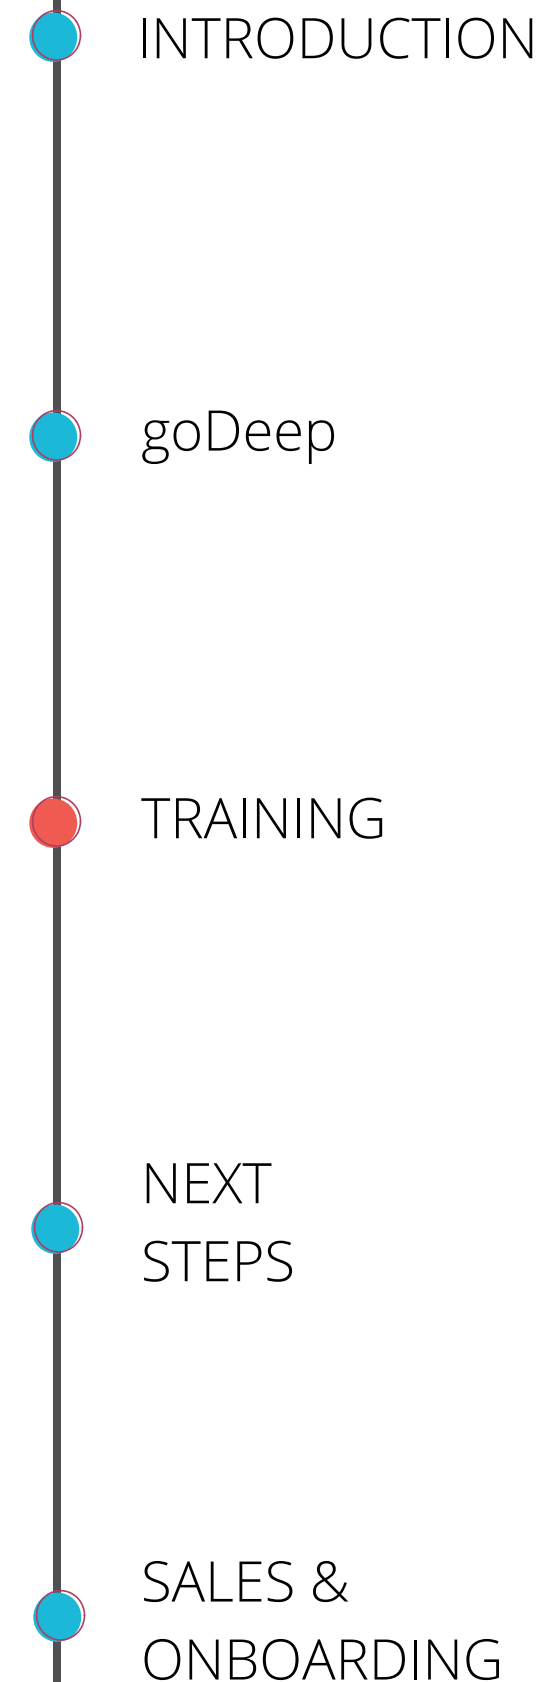 INTRODUCTION
goDeep
TRAINING
NEXT
STEPS
SALES &
ONBOARDING